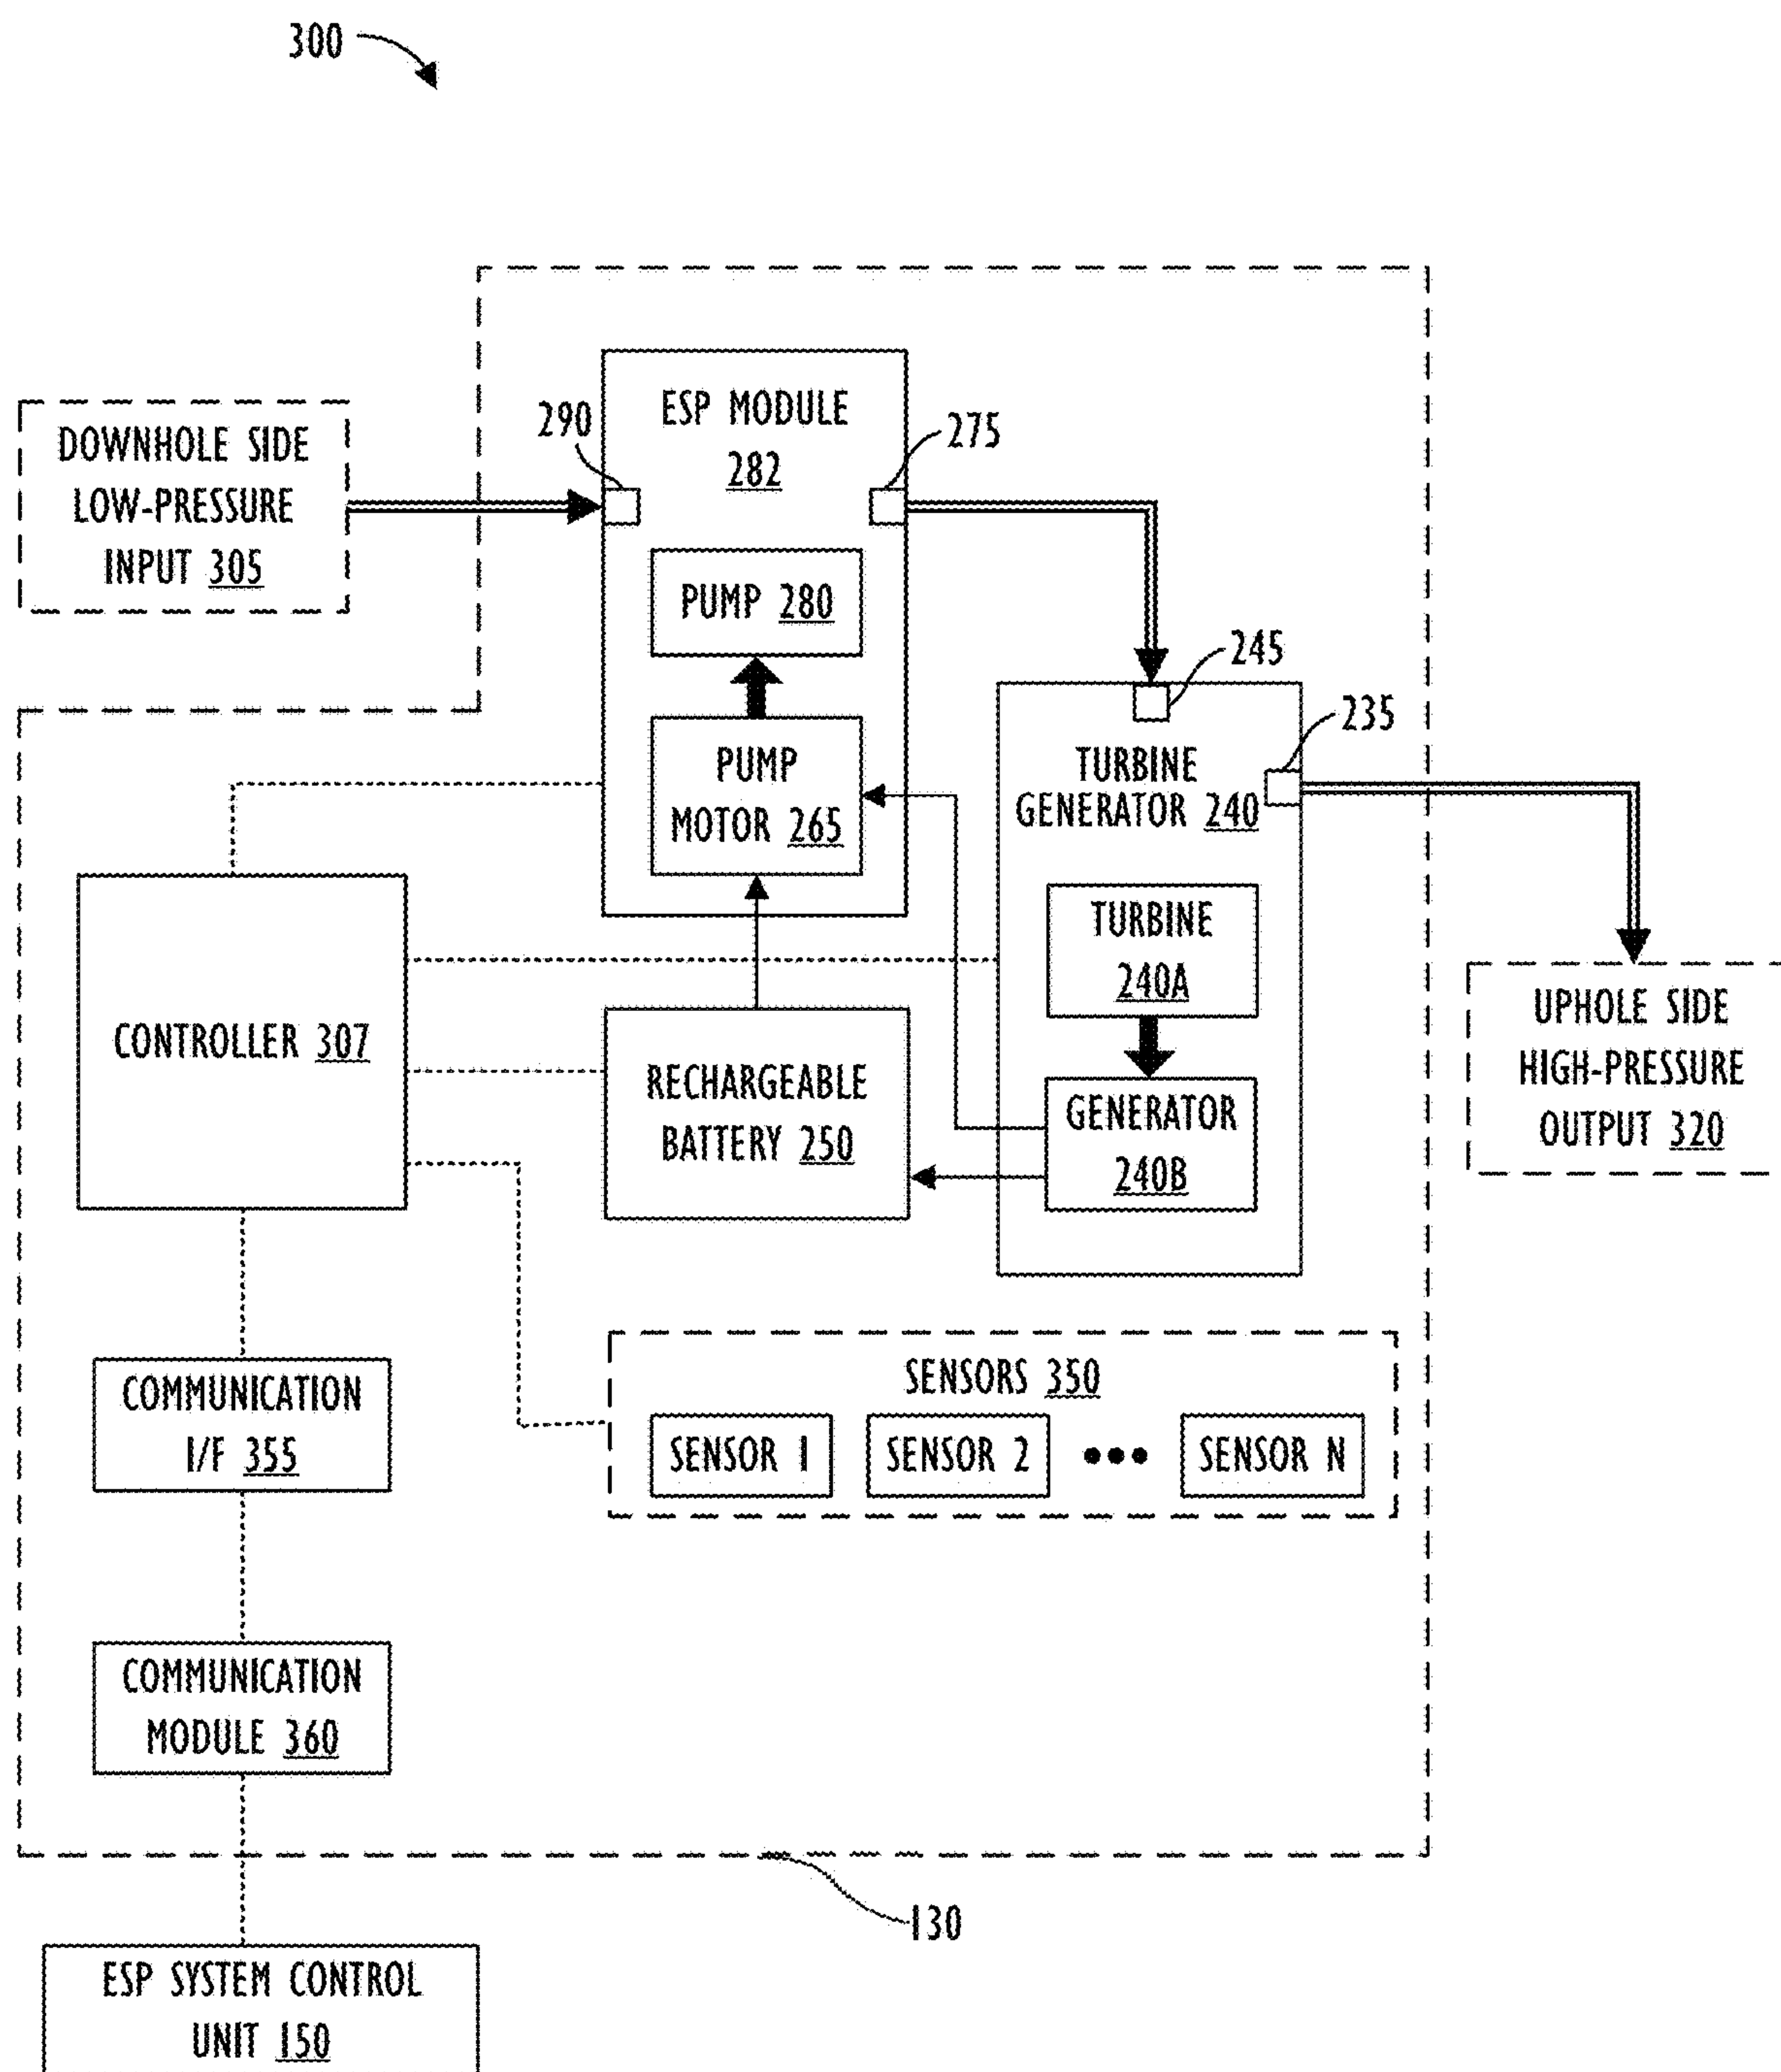 300
DOWNHOLE SIDE
LOW-PRESSURE
INPUT 305
290
ESP MODULE
282
275
PUMP 280
PUMP
MOTOR 265
245
235
TURBINE
GENERATOR 240
TURBINE
240A
GENERATOR
240B
CONTROLLER 307
RECHARGEABLE
BATTERY 250
UPHOLE SIDE
HIGH-PRESSURE
OUTPUT 320
SENSORS 350
SENSOR 1
SENSOR 2
SENSOR N
COMMUNICATION
I/F 355
COMMUNICATION
MODULE 360
130
ESP SYSTEM CONTROL
UNIT 150